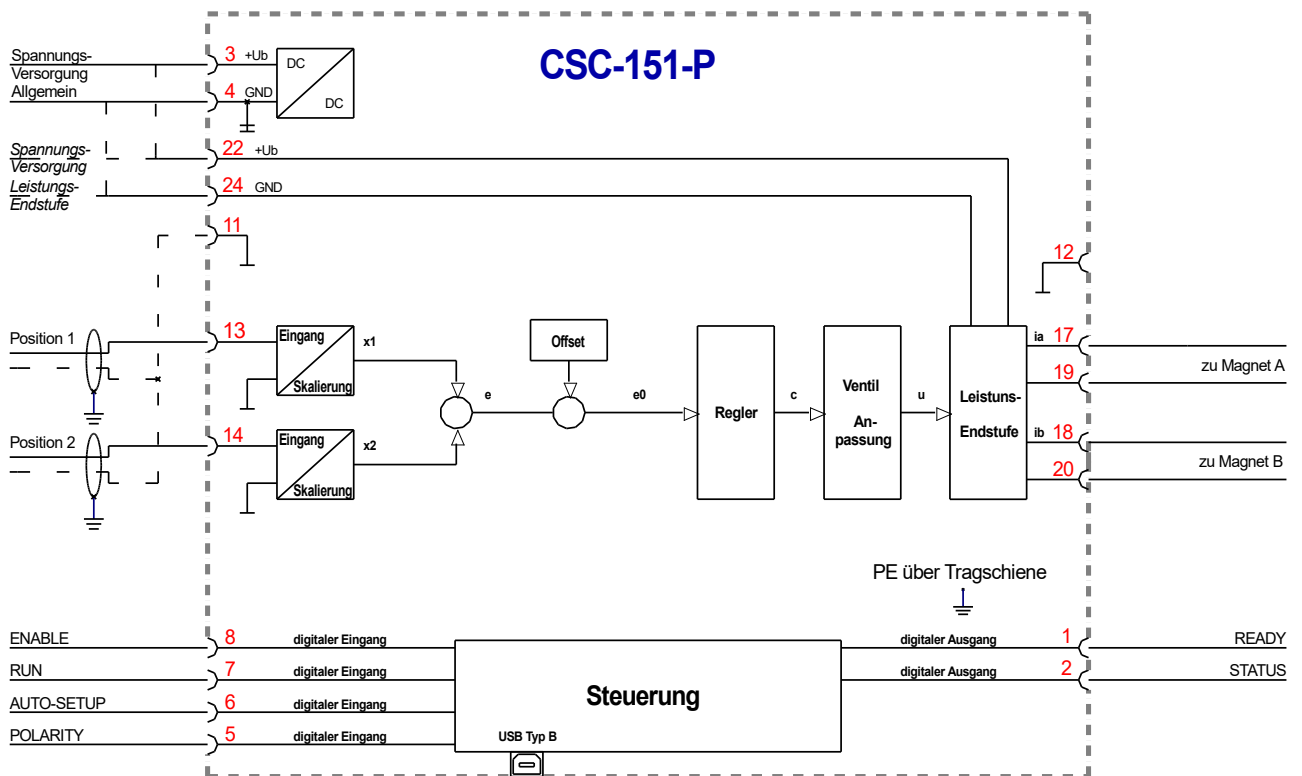 CSC-151-P
Spannungs-
Versorgung
Allgemein
3 +Ub
4 GND
DC
DC
Spannungs-
Versorgung
Leistungs-
Endstufe
22 +Ub
24 GND
11
12
Position 1
13
Eingang
Skalierung
x1
Position 2
14
Eingang
Skalierung
x2
e
Offset
e0
Regler
c
Ventil
An-
passung
u
Leistuns-
Endstufe
ia 17
19
zu Magnet A
ib 18
20
zu Magnet B
PE über Tragschiene
ENABLE 8 digitaler Eingang
RUN 7 digitaler Eingang
AUTO-SETUP 6 digitaler Eingang
POLARITY 5 digitaler Eingang
Steuerung
USB Typ B
digitaler Ausgang 1 READY
digitaler Ausgang 2 STATUS